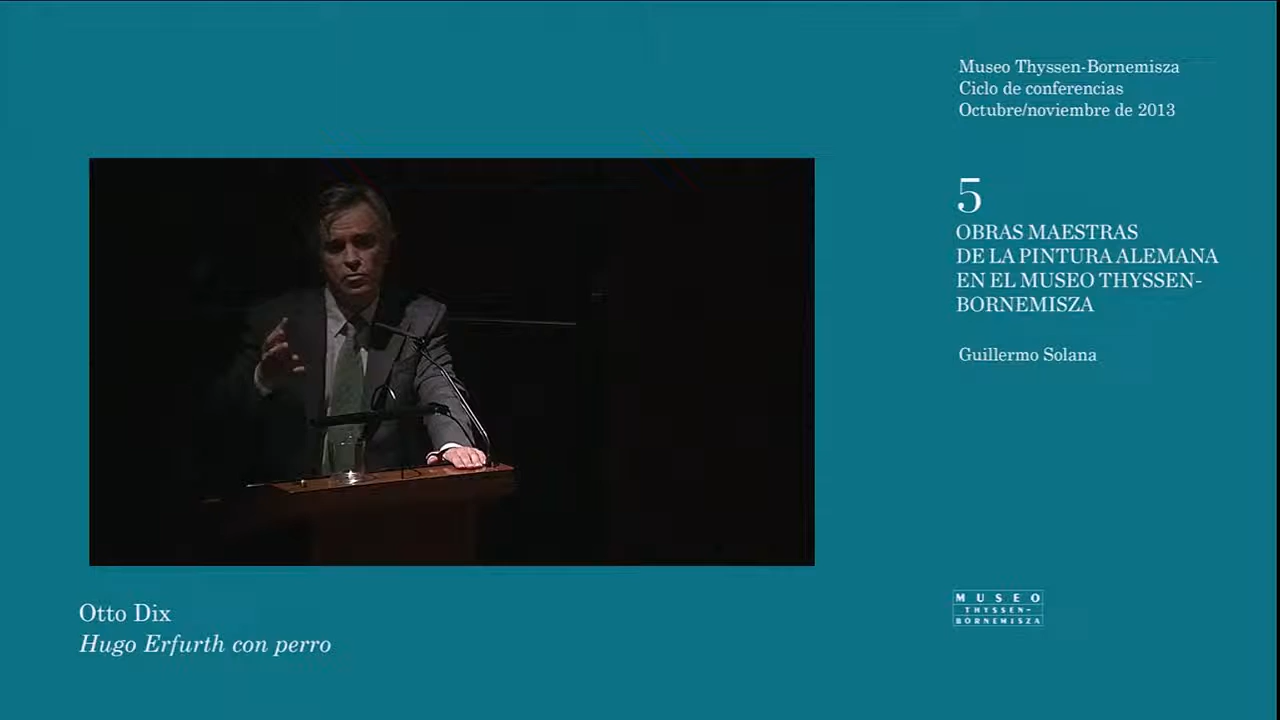 Museo Thyssen-Bornemisza
Ciclo de conferencias
Octubre/noviembre de 2013
5
OBRAS MAESTRAS
DE LA PINTURA ALEMANA
EN EL MUSEO THYSSEN-
BORNEMISZA
Guillermo Solana
Otto Dix
Hugo Erfurth con perro
MUSEO
THYSSEN-
BORNEMISZA